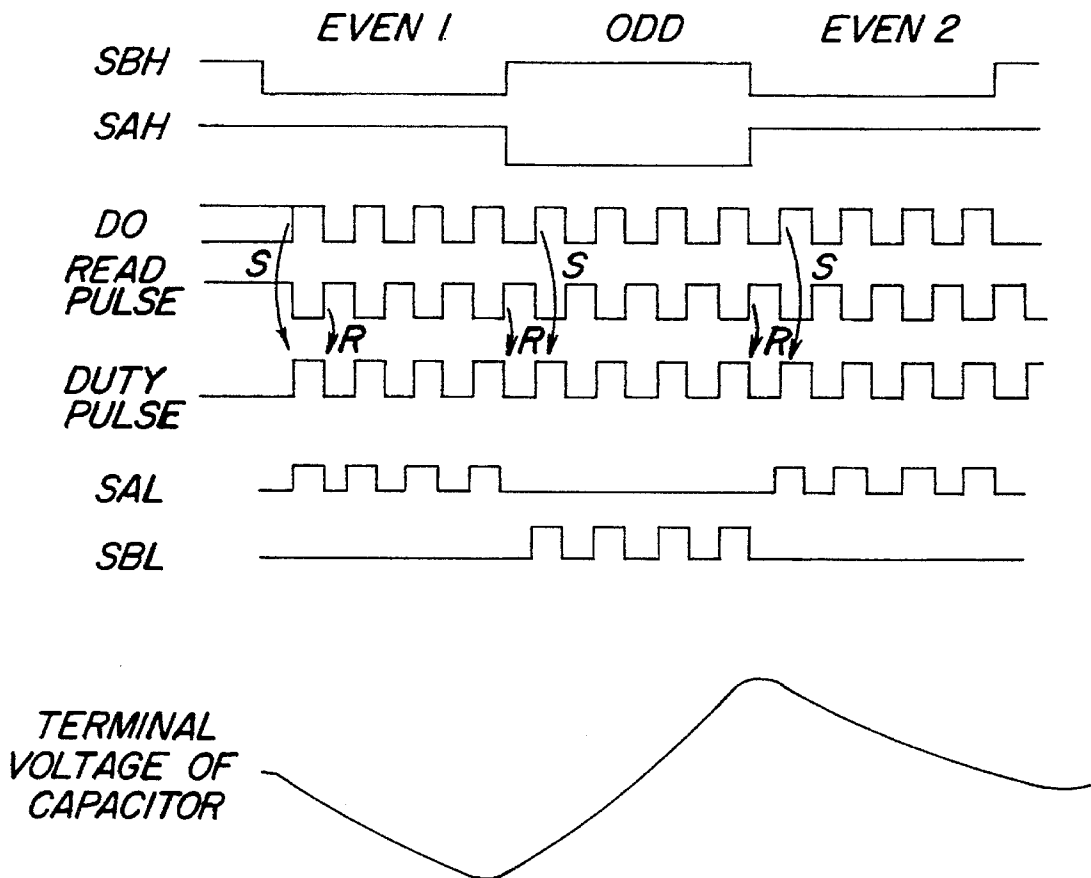 EVEN 1 ODD EVEN 2
SBH
SAH
DO
S S S
READ
PULSE
R R R
DUTY
PULSE
SAL
SBL
TERMINAL
VOLTAGE OF
CAPACITOR